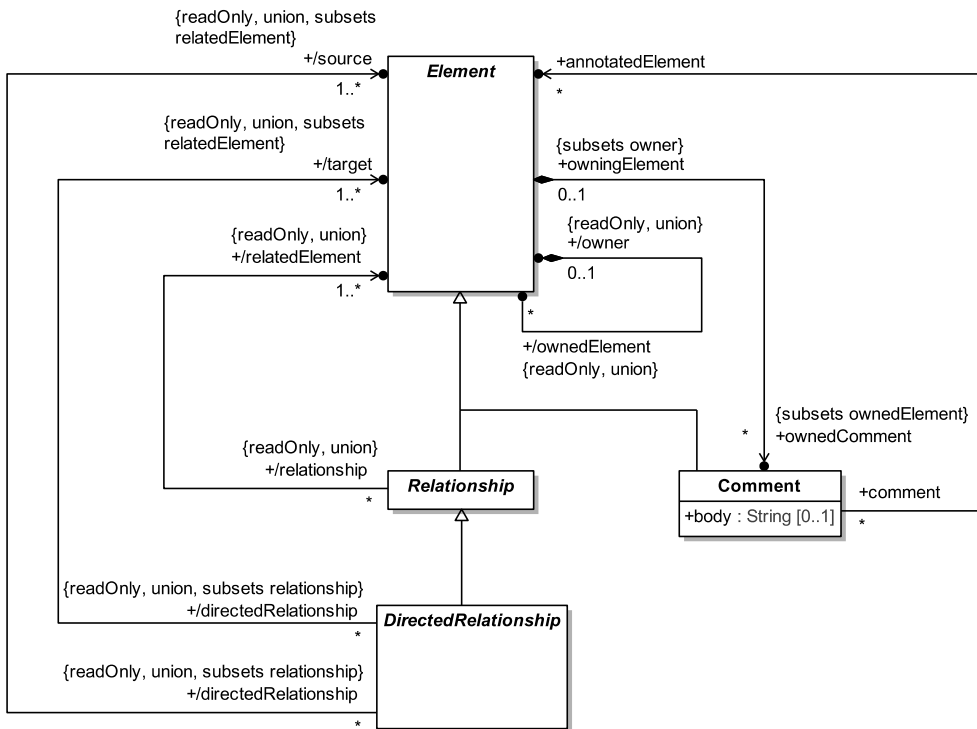 {readOnly, union, subsets
relatedElement}
+/source
1..*
Element
+annotatedElement
*
{readOnly, union, subsets
relatedElement}
+/target
1..*
{subsets owner}
+owningElement
0..1
{readOnly, union}
+/relatedElement
1..*
{readOnly, union}
+/owner
0..1
*
+/ownedElement
{readOnly, union}
{subsets ownedElement}
*
+ownedComment
{readOnly, union}
+/relationship
*
Relationship
Comment
+body : String [0..1]
+comment
*
{readOnly, union, subsets relationship}
+/directedRelationship
*
DirectedRelationship
{readOnly, union, subsets relationship}
+/directedRelationship
*